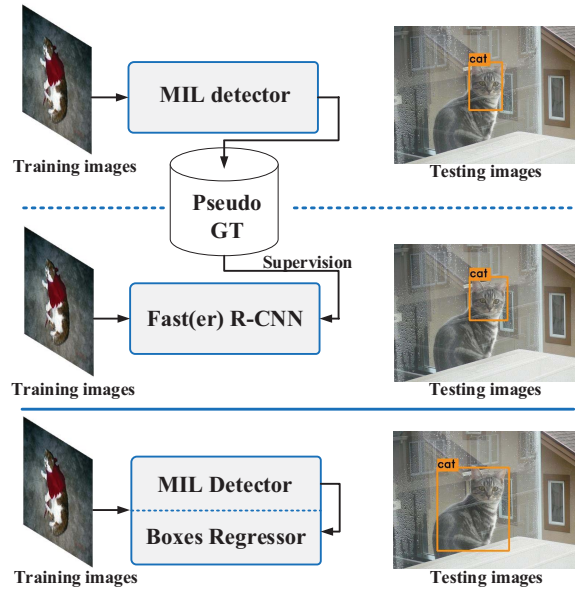 cat
MIL detector
Training images
Testing images
Pseudo
GT
Supervision
cat
Fast(er) R-CNN
Training images
Testing images
cat
MIL Detector
Boxes Regressor
Training images
Testing images